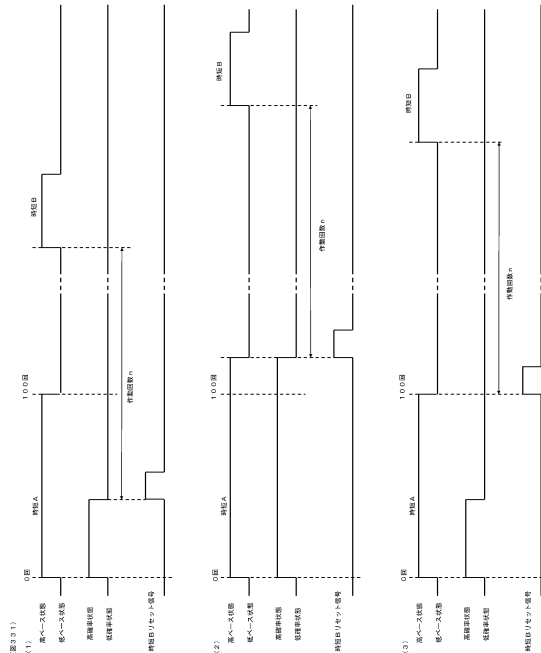 (図331)
(1)
0回
100回
高ベース状態
低ベース状態
時短A
時短B
高確率状態
低確率状態
作動回数n
時短Bリセット信号
(2)
0回
100回
高ベース状態
低ベース状態
時短A
時短B
高確率状態
低確率状態
作動回数n
時短Bリセット信号
(3)
0回
100回
高ベース状態
低ベース状態
時短A
時短B
高確率状態
低確率状態
作動回数n
時短Bリセット信号